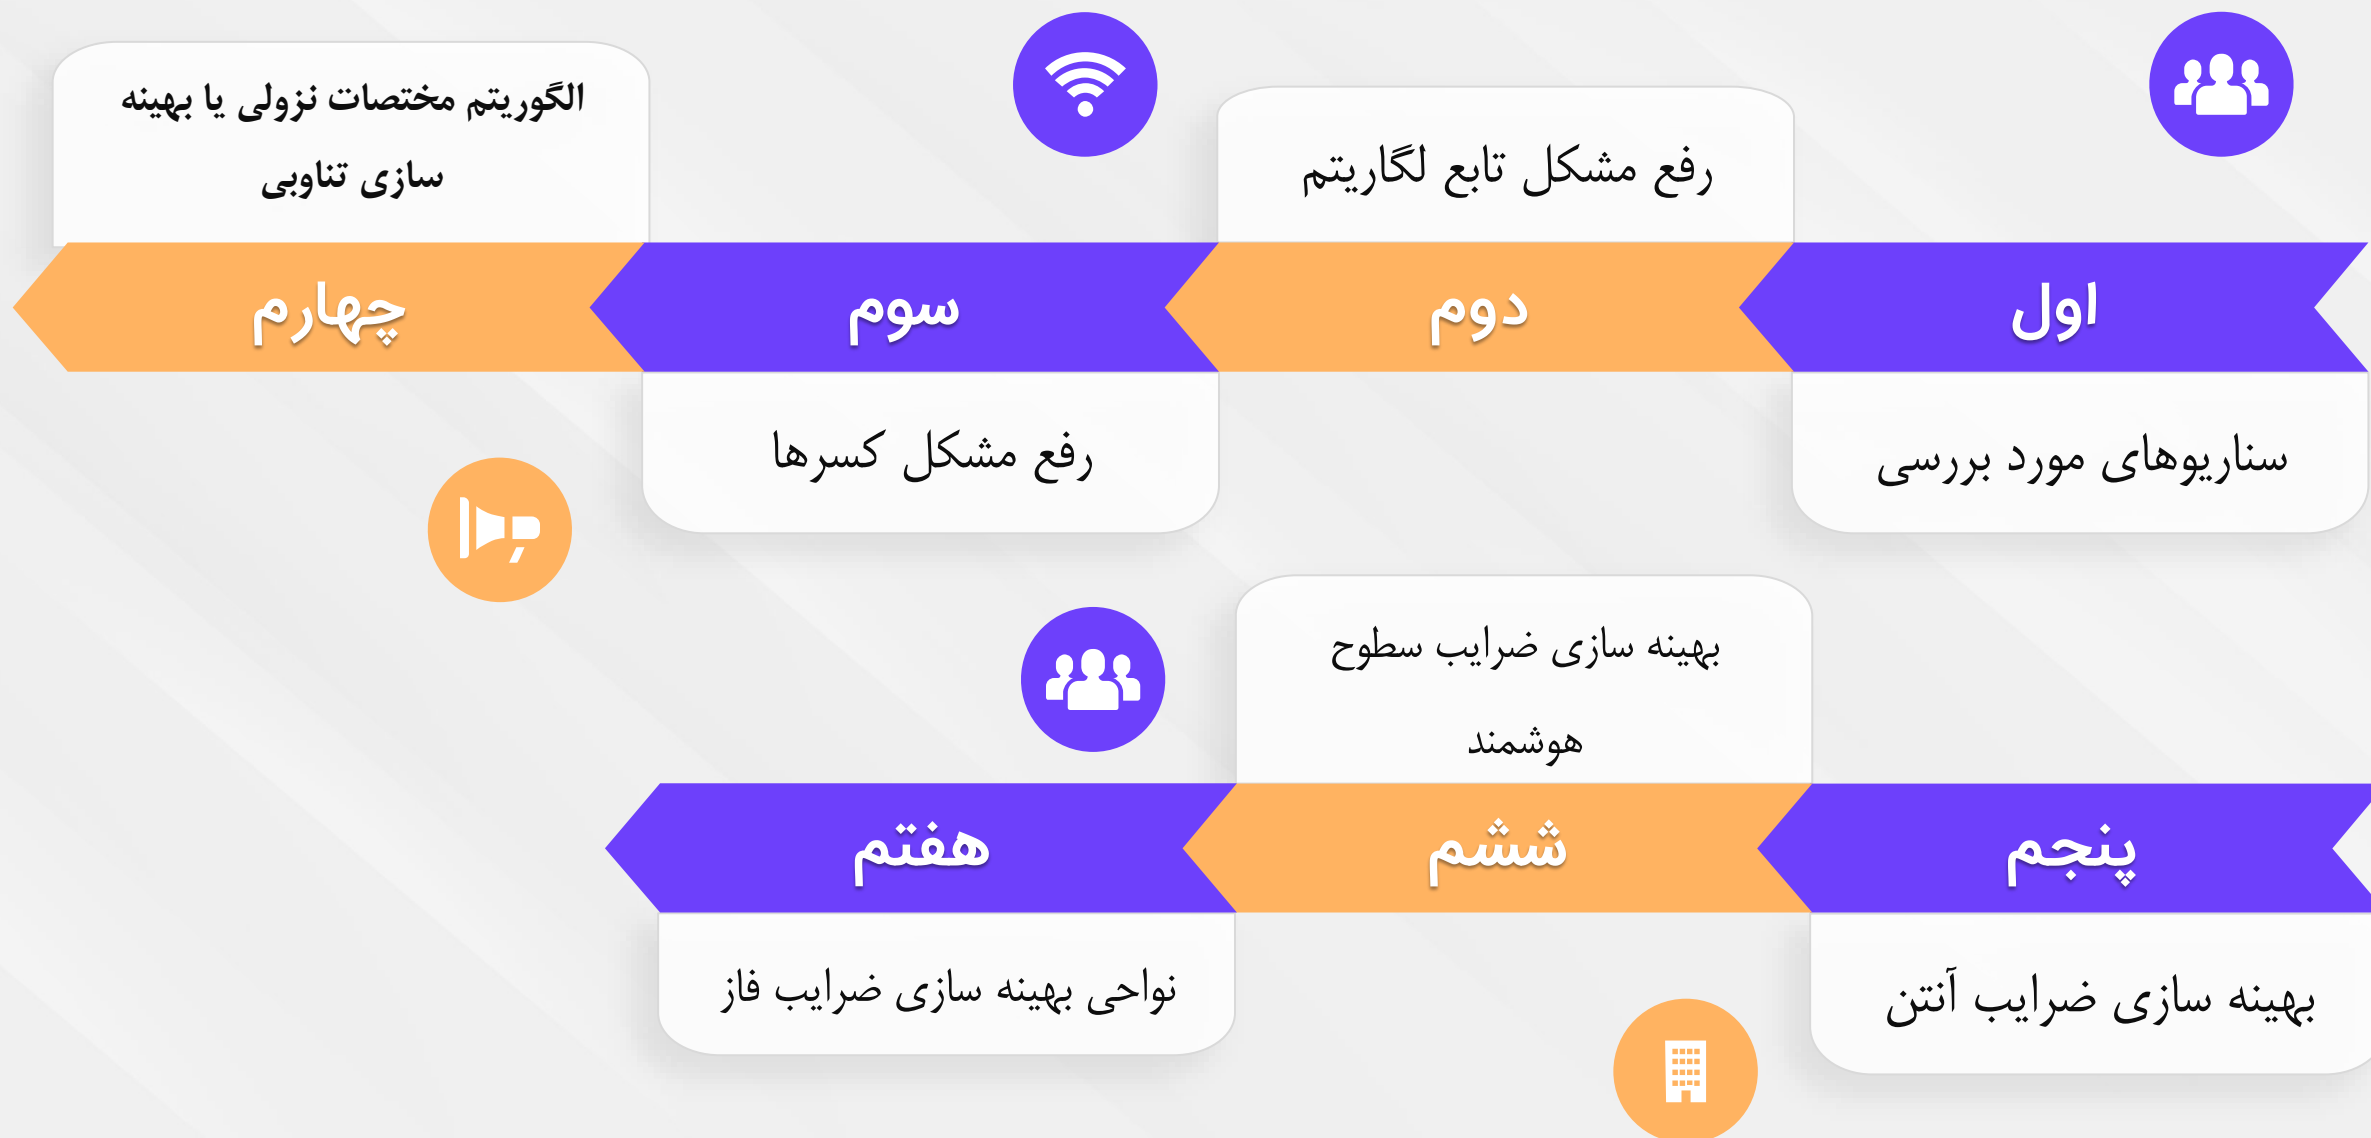 اول
سناریوهای مورد بررسی
دوم
رفع مشکل تابع لگاریتم
سوم
رفع مشکل کسرها
چهارم
الگوریتم مختصات نزولی یا بهینه
سازی تناوبی
پنجم
بهینه سازی ضرایب آنتن
ششم
بهینه سازی ضرایب سطوح
هوشمند
هفتم
نواحی بهینه سازی ضرایب فاز